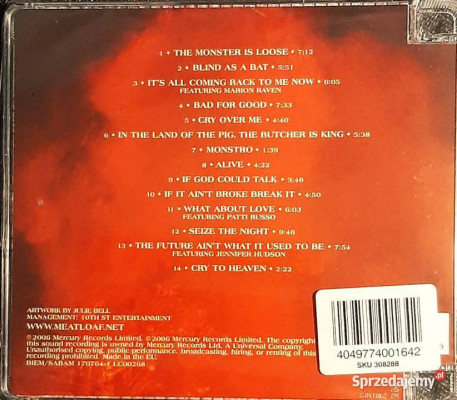 1 • THE MONSTER IS LOOSE • 7:12
2 • BLIND AS A BAT • 5:51
3 • IT'S ALL COMING BACK TO ME NOW • 6:05
FEATURING MARION RAVEN
4 • BAD FOR GOOD • 7:33
5 • CRY OVER ME • 4:40
6 • IN THE LAND OF THE PIG, THE BUTCHER IS KING • 5:38
7 • MONSTRO • 1:39
8 • ALIVE • 4:22
9 • IF GOD COULD TALK • 3:46
10 • IF IT AIN'T BROKE BREAK IT • 4:50
11 • WHAT ABOUT LOVE • 6:03
FEATURING PATTI RUSSO
12 • SEIZE THE NIGHT • 9:46
13 • THE FUTURE AIN'T WHAT IT USED TO BE • 7:54
FEATURING JENNIFER HUDSON
14 • CRY TO HEAVEN • 2:22
ARTWORK BY JULIE BELL
MANAGEMENT: 10TH ST ENTERTAINMENT
WWW.MEATLOAF.NET
℗ 2006 Mercury Records Limited. © 2006 Mercury Records Limited. The copyright
this sound recording is owned by Mercury Records Ltd. A Universal Company.
Unauthorised copying, public performance, broadcasting, hiring, or renting of this
recording prohibited. Made in the EU.
BIEM/SABAM LC00268
4049774001642
SKU 308288
Sprzedajemy.pl